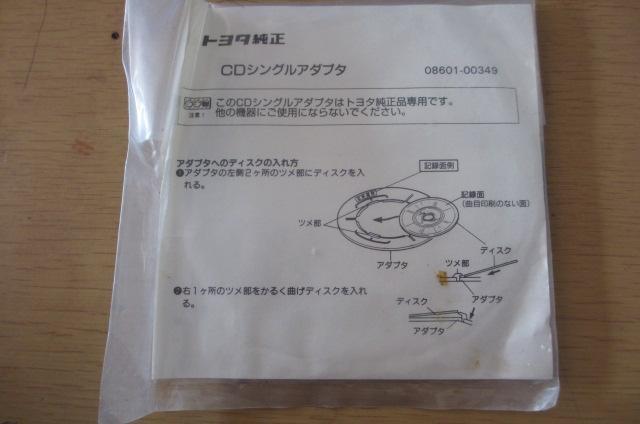 トヨタ純正
CDシングルアダプタ 08601-00349
注意! このCDシングルアダプタはトヨタ純正品専用です。
他の機器にご使用にならないでください。
アダプタへのディスクの入れ方
❶アダプタの左側2ヶ所のツメ部にディスクを入
れる。
記録面側
記録面
(曲目印刷のない面)
ツメ部
アダプタ
ディスク
ツメ部
アダプタ
❷右1ヶ所のツメ部をかるく曲げディスクを入れ
る。
ディスク
アダプタ